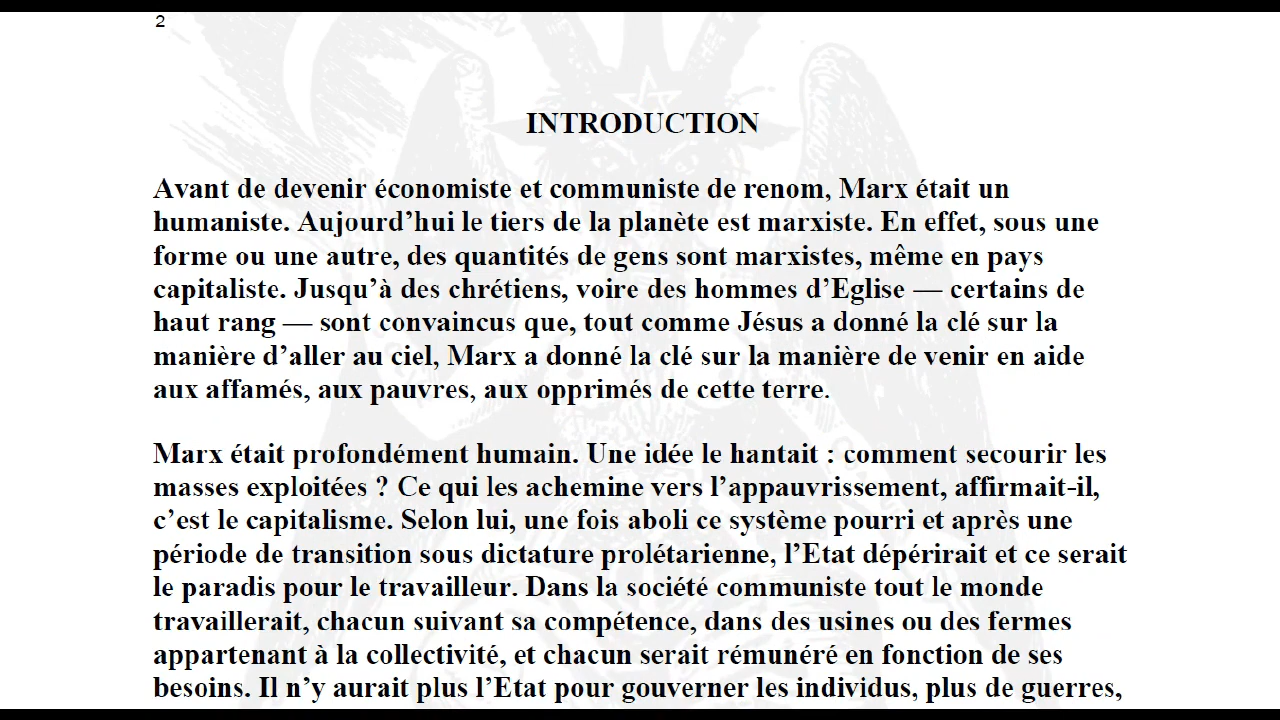 2
INTRODUCTION
Avant de devenir économiste et communiste de renom, Marx était un
humaniste. Aujourd’hui le tiers de la planète est marxiste. En effet, sous une
forme ou une autre, des quantités de gens sont marxistes, même en pays
capitaliste. Jusqu’à des chrétiens, voire des hommes d’Eglise — certains de
haut rang — sont convaincus que, tout comme Jésus a donné la clé sur la
manière d’aller au ciel, Marx a donné la clé sur la manière de venir en aide
aux affamés, aux pauvres, aux opprimés de cette terre.
Marx était profondément humain. Une idée le hantait : comment secourir les
masses exploitées ? Ce qui les achemine vers l’appauvrissement, affirmait-il,
c’est le capitalisme. Selon lui, une fois aboli ce système pourri et après une
période de transition sous dictature prolétarienne, l’Etat dépérirait et ce serait
le paradis pour le travailleur. Dans la société communiste tout le monde
travaillerait, chacun suivant sa compétence, dans des usines ou des fermes
appartenant à la collectivité, et chacun serait rémunéré en fonction de ses
besoins. Il n’y aurait plus l’Etat pour gouverner les individus, plus de guerres,